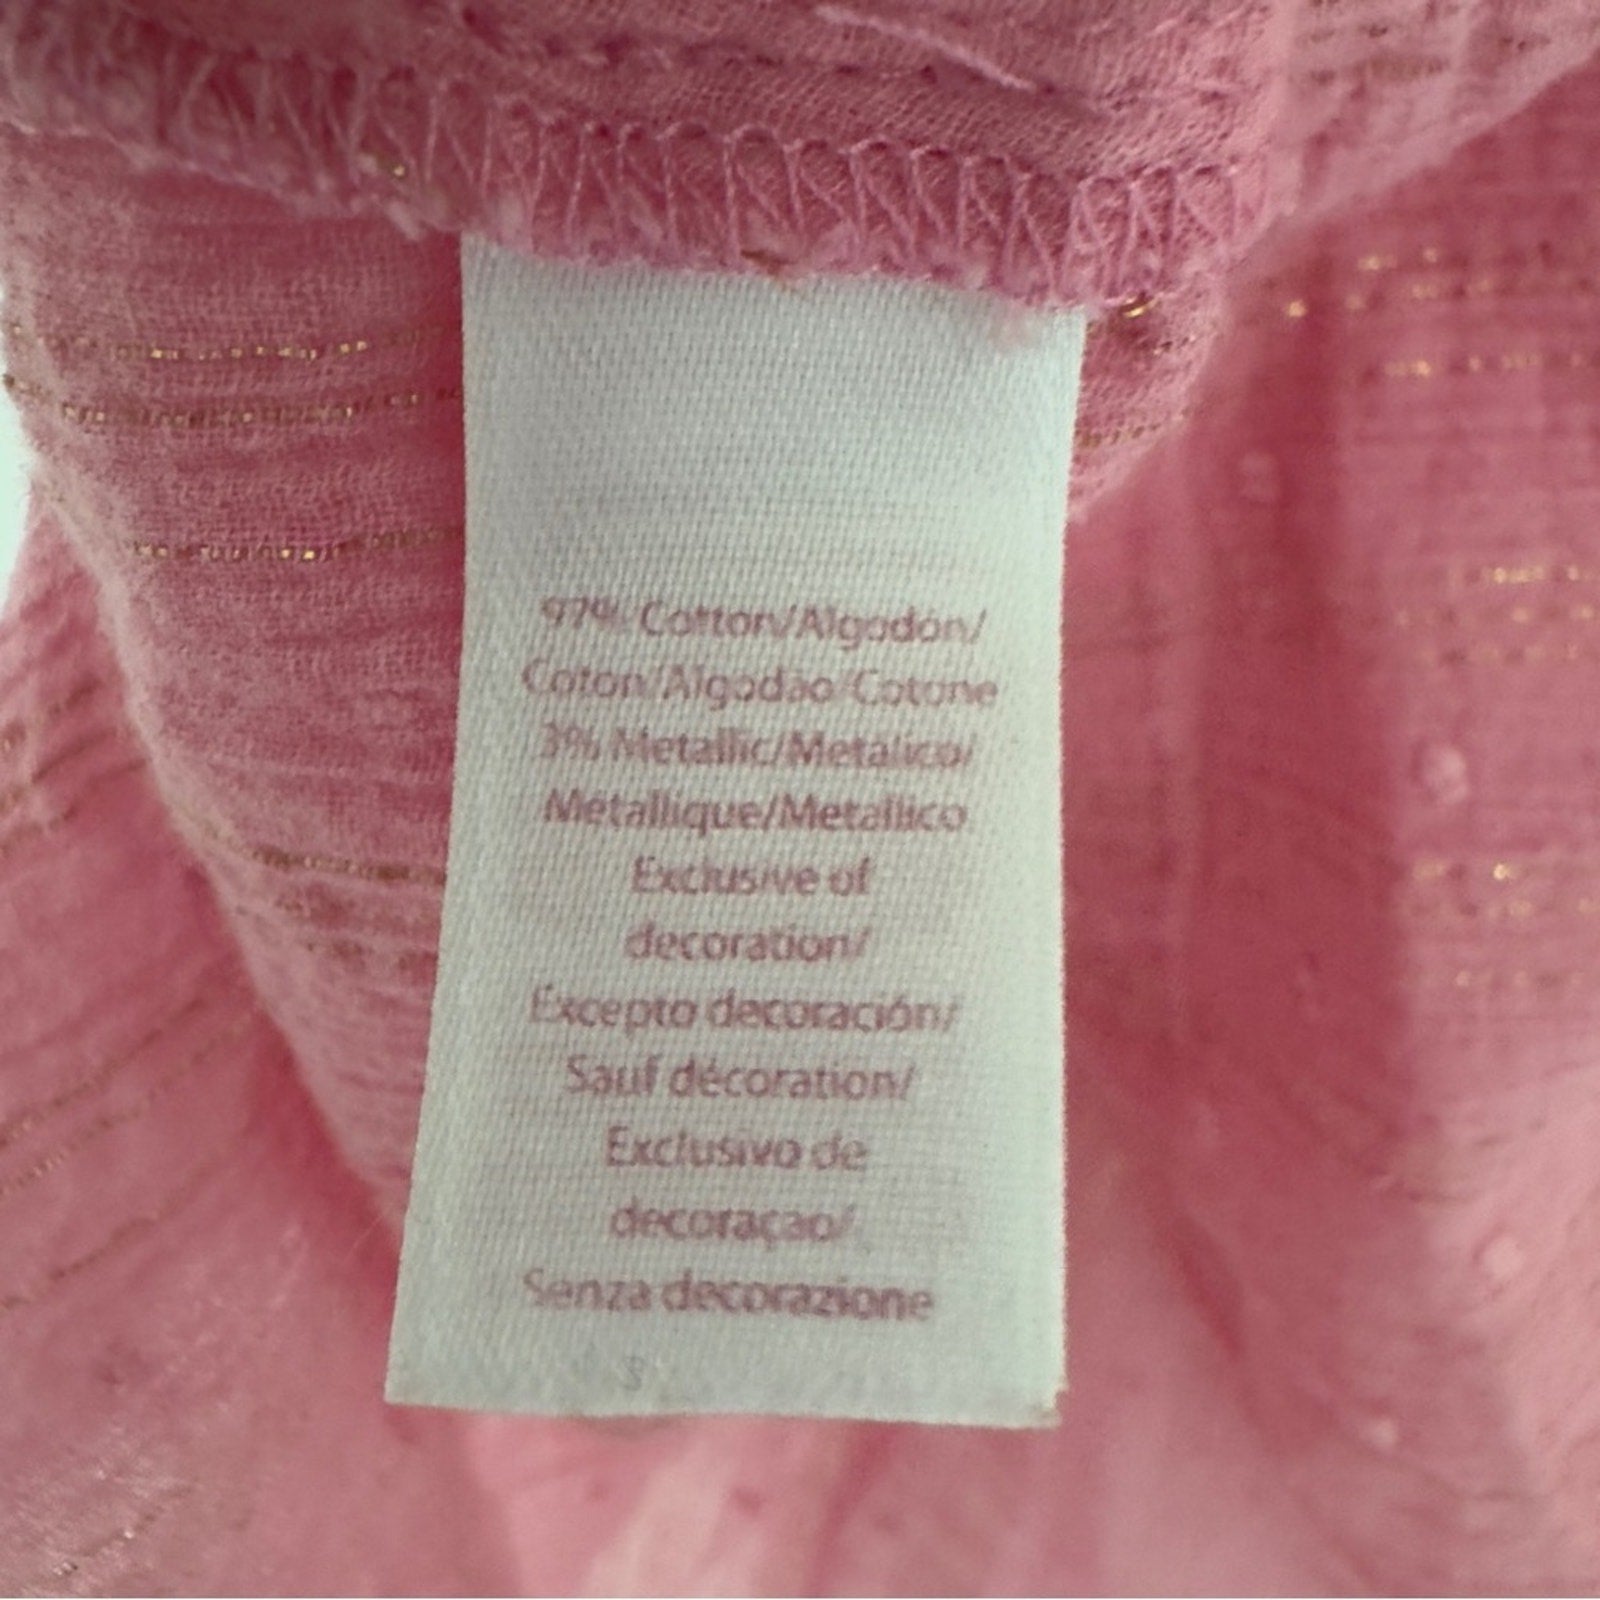 97% Cotton/Algodón/
Coton/Algodão/Cotone
3% Metallic/Metalico/
Metallique/Metallico
Exclusive of
decoration/
Excepto decoración/
Sauf décoration/
Exclusivo de
decoraçao/
Senza decorazione
S